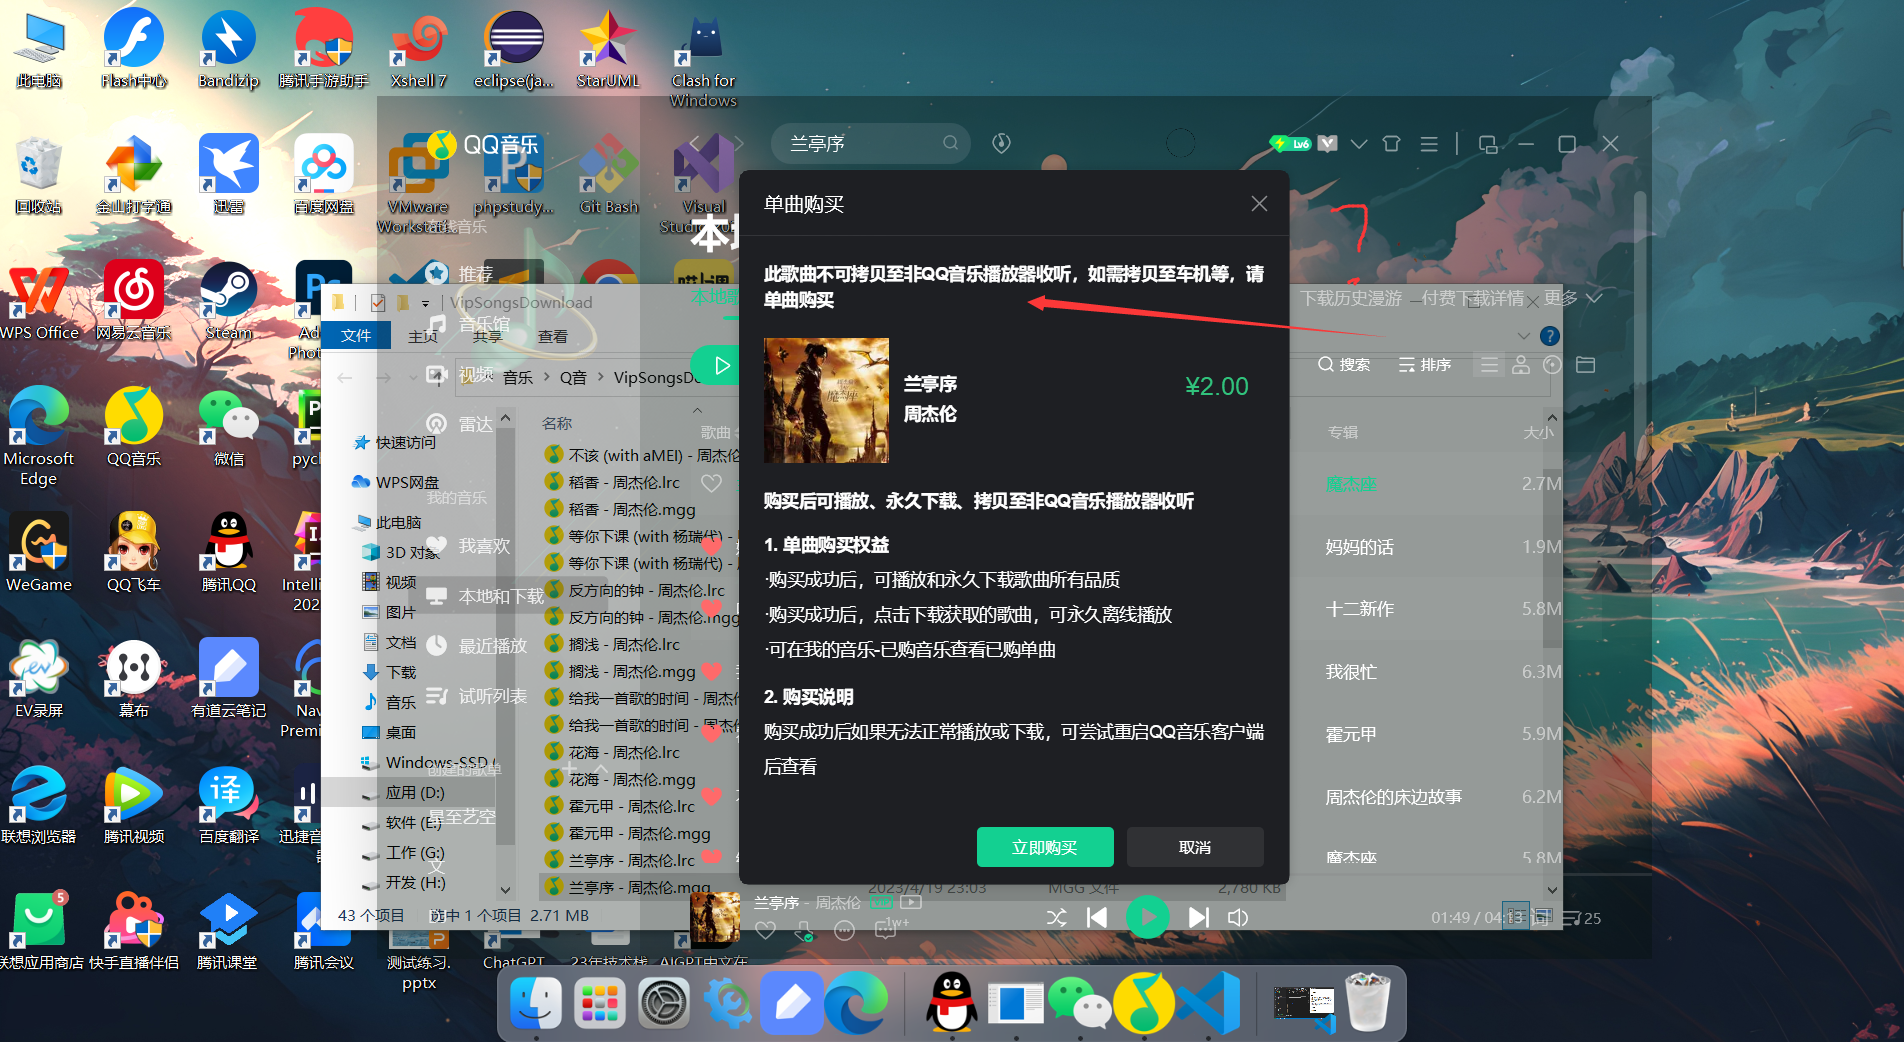 此电脑
Flash中心
Bandizip
腾讯手游助手
Xshell 7
eclipse(ja...
StarUML
Clash for
Windows
回收站
金山打字通
迅雷
百度网盘
VMware
phpstudy...
Git Bash
Visual
QQ音乐
兰亭序
Lv6
在线音乐
WPS Office
网易云音乐
Steam
推荐
音乐馆
视频
雷达
我的音乐
我喜欢
本地和下载
最近播放
试听列表
创建的歌单
单曲购买
此歌曲不可拷贝至非QQ音乐播放器收听，如需拷贝至车机等，请
单曲购买
兰亭序
周杰伦
¥2.00
购买后可播放、永久下载、拷贝至非QQ音乐播放器收听
1. 单曲购买权益
·购买成功后，可播放和永久下载歌曲所有品质
·购买成功后，点击下载获取的歌曲，可永久离线播放
·可在我的音乐-已购音乐查看已购单曲
2. 购买说明
购买成功后如果无法正常播放或下载，可尝试重启QQ音乐客户端
后查看
立即购买
取消
下载历史漫游
付费下载详情
更多
搜索
排序
专辑
大小
魔杰座
2.7M
妈妈的话
1.9M
十二新作
5.8M
我很忙
6.3M
霍元甲
5.9M
周杰伦的床边故事
6.2M
魔杰座
5.8M
VipSongsDownload
文件
主页
共享
查看
音乐
Q音
名称
快速访问
WPS网盘
此电脑
3D 对象
视频
图片
文档
下载
音乐
桌面
Windows-SSD (
应用 (D:)
软件 (E:)
工作 (G:)
开发 (H:)
不该 (with aMEI) - 周杰伦
稻香 - 周杰伦.lrc
稻香 - 周杰伦.mgg
等你下课 (with 杨瑞代) -
等你下课 (with 杨瑞代) -
反方向的钟 - 周杰伦.lrc
反方向的钟 - 周杰伦.mgg
搁浅 - 周杰伦.lrc
搁浅 - 周杰伦.mgg
给我一首歌的时间 - 周杰伦
给我一首歌的时间 - 周杰伦
花海 - 周杰伦.lrc
花海 - 周杰伦.mgg
霍元甲 - 周杰伦.lrc
霍元甲 - 周杰伦.mgg
兰亭序 - 周杰伦.lrc
兰亭序 - 周杰伦.mgg
2023/4/19 23:03
MGG 文件
2,780 KB
43 个项目
选中 1 个项目 2.71 MB
兰亭序 - 周杰伦
1w+
01:49 / 04:13
词
25
Microsoft
Edge
QQ音乐
微信
WeGame
QQ飞车
腾讯QQ
EV录屏
幕布
有道云笔记
联想浏览器
腾讯视频
百度翻译
5
联想应用商店
快手直播伴侣
腾讯课堂
腾讯会议
测试练习.
pptx
ChatGPT
23年技术栈
AIGPT中文在